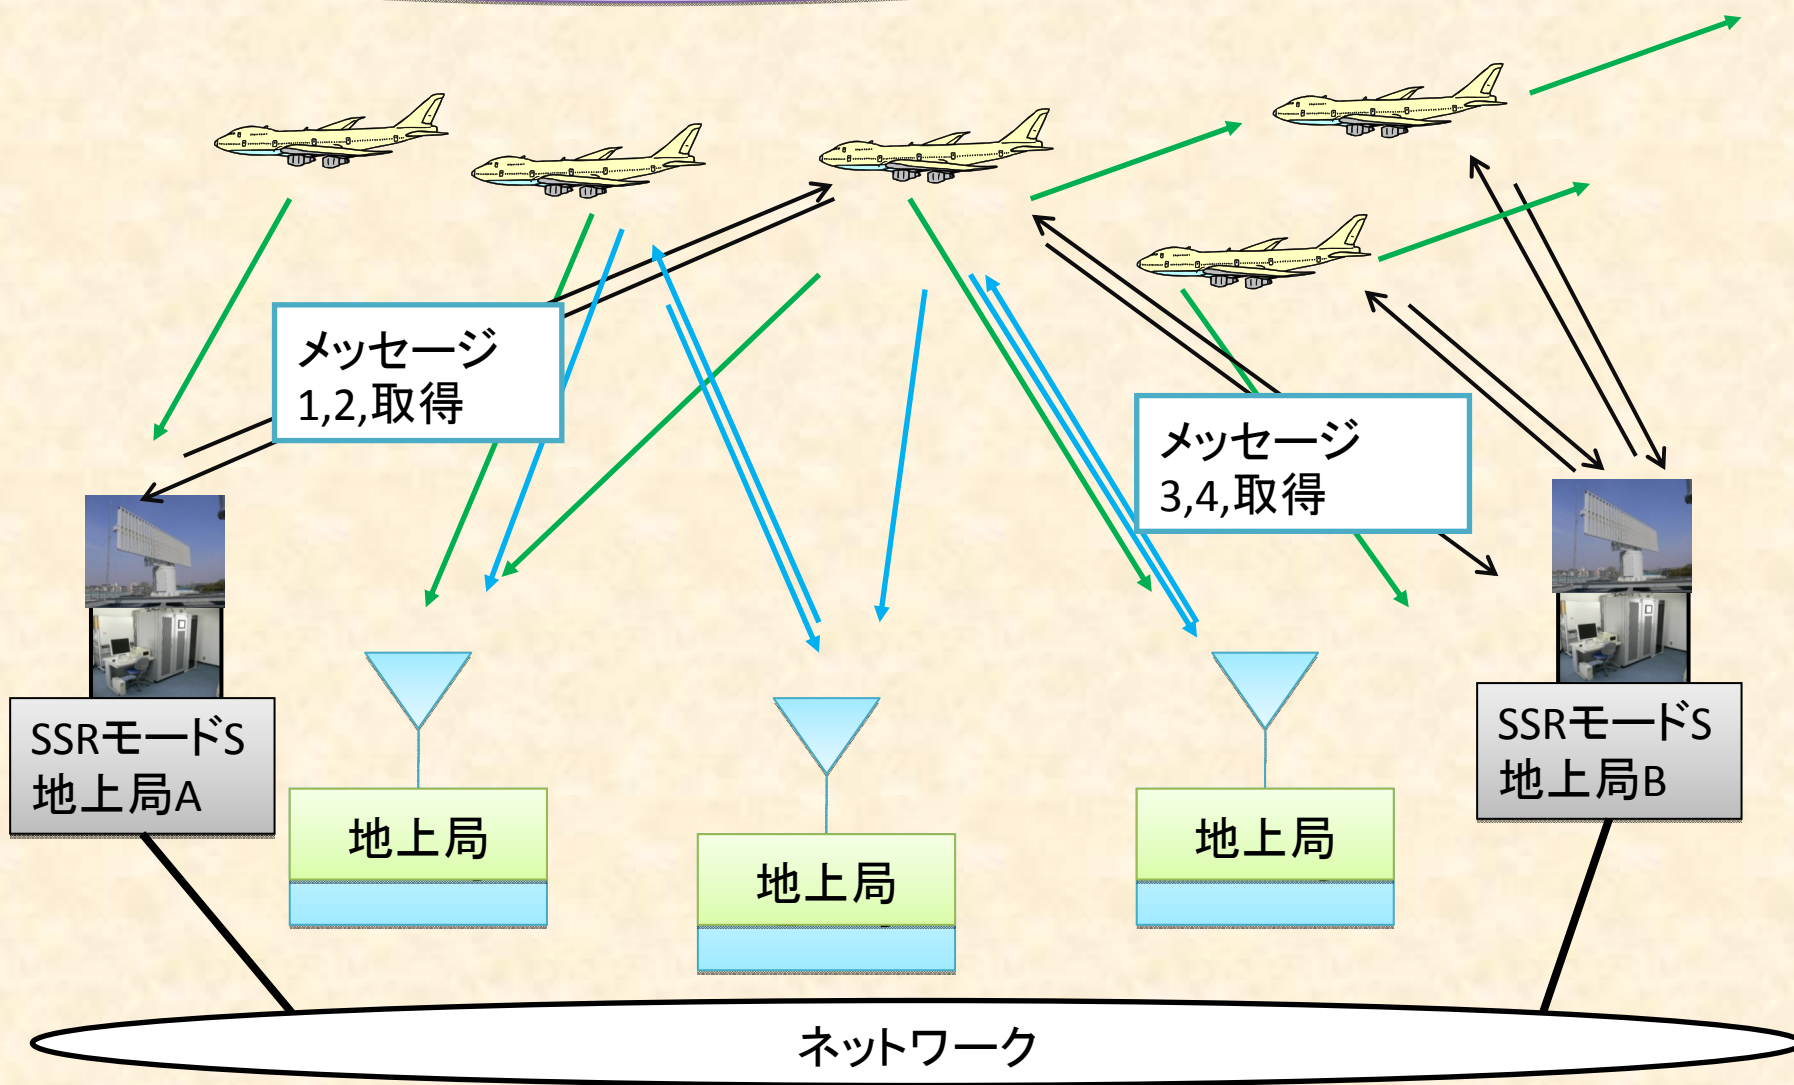 メッセージ
1,2,取得
メッセージ
3,4,取得
SSRモードS
地上局A
地上局
地上局
地上局
SSRモードS
地上局B
ネットワーク